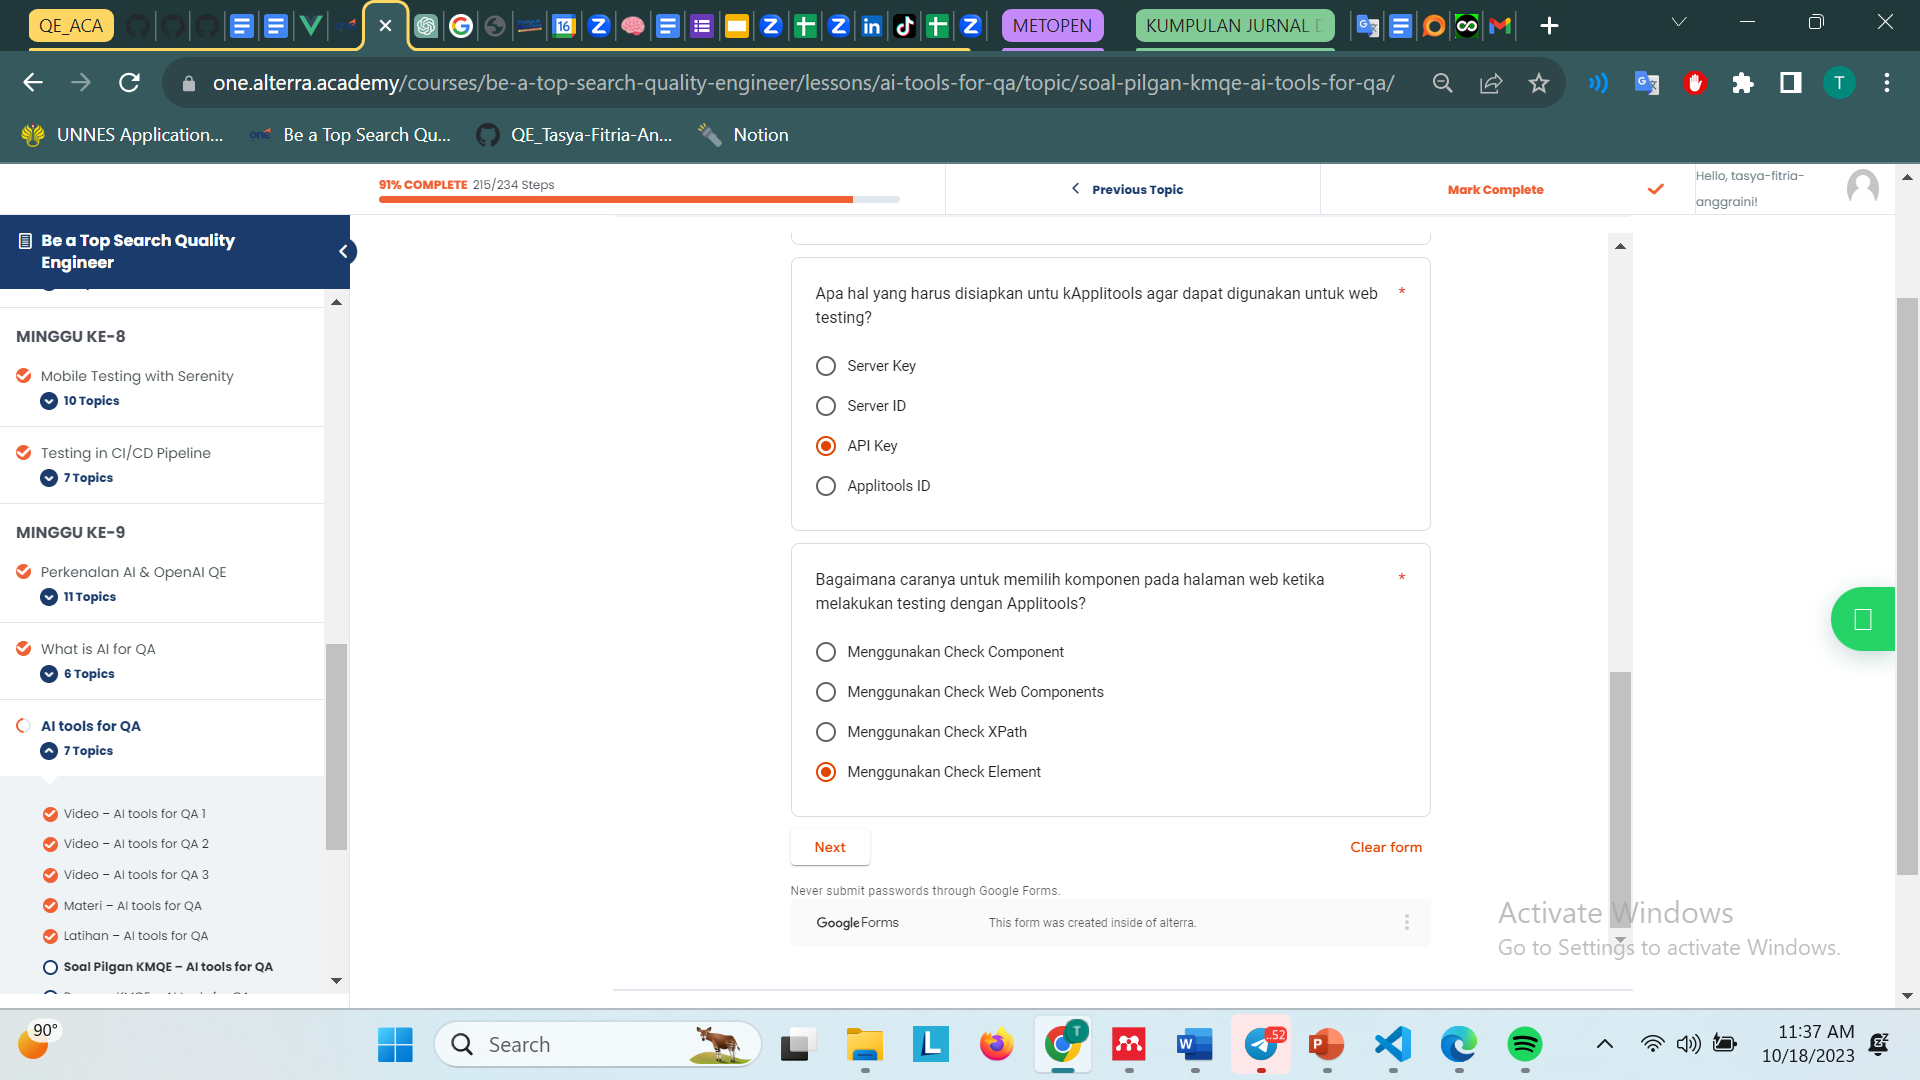 QE_ACA
METOPEN
KUMPULAN JURNAL
one.alterra.academy/courses/be-a-top-search-quality-engineer/lessons/ai-tools-for-qa/topic/soal-pilgan-kmqe-ai-tools-for-qa/
T
UNNES Application...
one
Be a Top Search Qu...
QE_Tasya-Fitria-An...
Notion
91% COMPLETE 215/234 Steps
Previous Topic
Mark Complete
Hello, tasya-fitria-
anggraini!
Be a Top Search Quality
Engineer
MINGGU KE-8
Mobile Testing with Serenity
10 Topics
Testing in CI/CD Pipeline
7 Topics
MINGGU KE-9
Perkenalan AI & OpenAI QE
11 Topics
What is AI for QA
6 Topics
AI tools for QA
7 Topics
Video – AI tools for QA 1
Video – AI tools for QA 2
Video – AI tools for QA 3
Materi – AI tools for QA
Latihan – AI tools for QA
Soal Pilgan KMQE – AI tools for QA
Apa hal yang harus disiapkan untu kApplitools agar dapat digunakan untuk web *
testing?
Server Key
Server ID
API Key
Applitools ID
Bagaimana caranya untuk memilih komponen pada halaman web ketika *
melakukan testing dengan Applitools?
Menggunakan Check Component
Menggunakan Check Web Components
Menggunakan Check XPath
Menggunakan Check Element
Next
Clear form
Never submit passwords through Google Forms.
Google Forms
This form was created inside of alterra.
Activate Windows
Go to Settings to activate Windows.
90°
Search
T
52
11:37 AM
10/18/2023